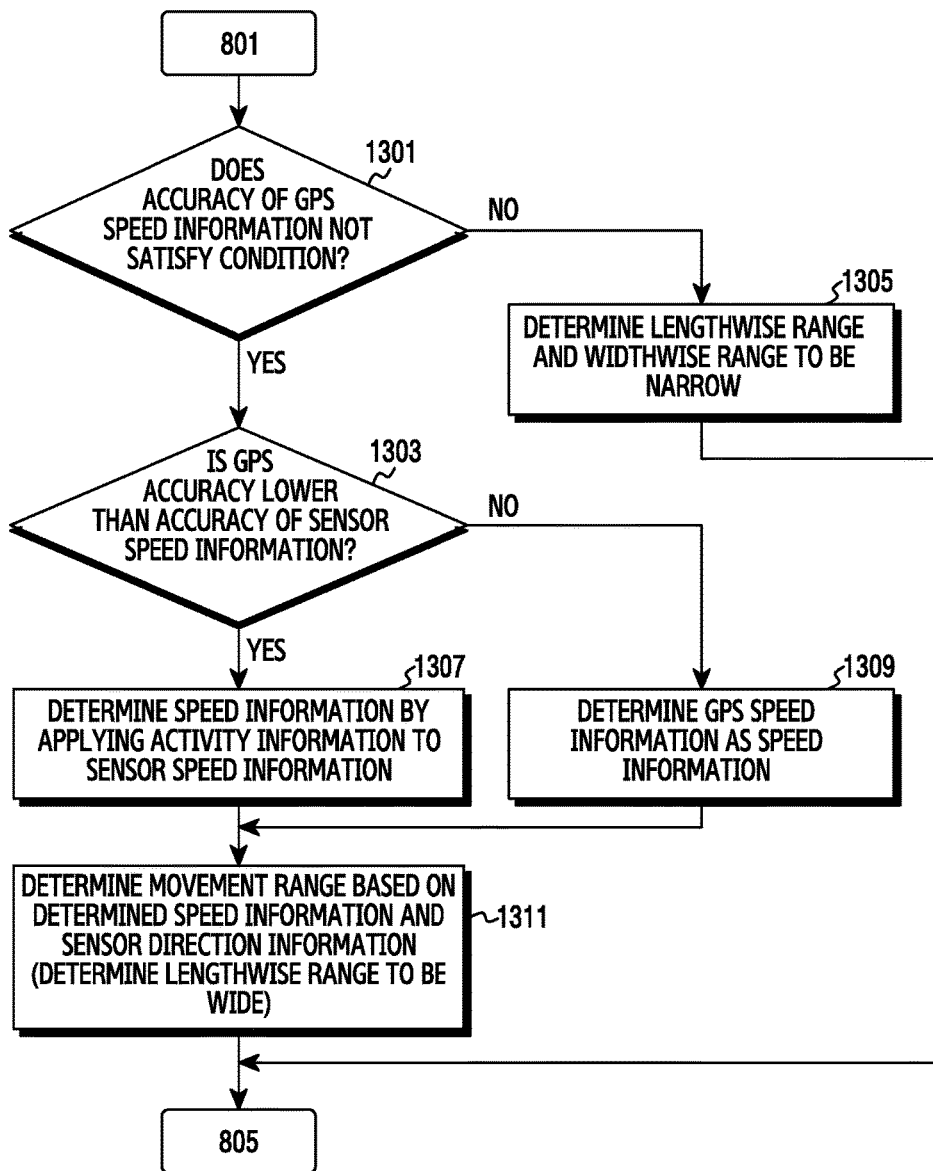 801
1301
DOES
ACCURACY OF GPS
SPEED INFORMATION NOT
SATISFY CONDITION?
NO
1305
DETERMINE LENGTHWISE RANGE
AND WIDTHWISE RANGE TO BE
NARROW
YES
1303
IS GPS
ACCURACY LOWER
THAN ACCURACY OF SENSOR
SPEED INFORMATION?
NO
YES
1307
DETERMINE SPEED INFORMATION BY
APPLYING ACTIVITY INFORMATION TO
SENSOR SPEED INFORMATION
1309
DETERMINE GPS SPEED
INFORMATION AS SPEED
INFORMATION
DETERMINE MOVEMENT RANGE BASED ON
DETERMINED SPEED INFORMATION AND
SENSOR DIRECTION INFORMATION
(DETERMINE LENGTHWISE RANGE TO BE
WIDE)
1311
805